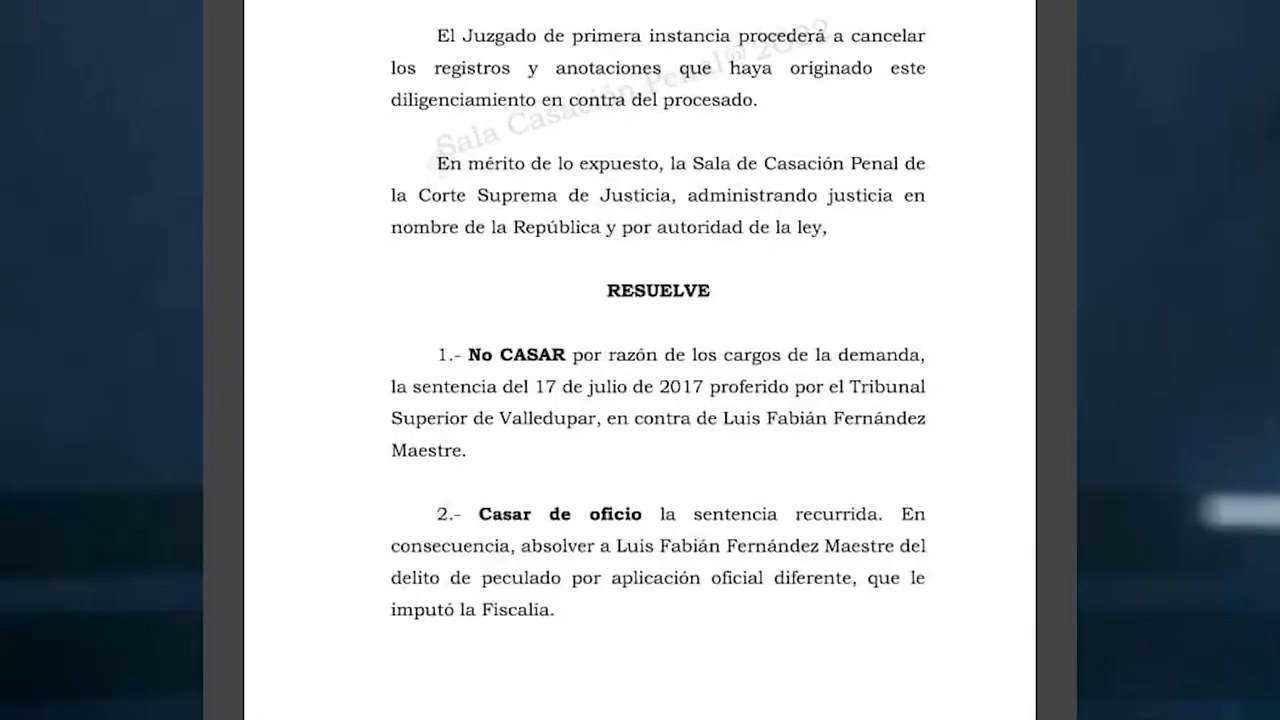 El Juzgado de primera instancia procederá a cancelar
los registros y anotaciones que haya originado este
diligenciamiento en contra del procesado.
Sala Casación Penal@ 2022
En mérito de lo expuesto, la Sala de Casación Penal de
la Corte Suprema de Justicia, administrando justicia en
nombre de la República y por autoridad de la ley,
RESUELVE
1.- No CASAR por razón de los cargos de la demanda,
la sentencia del 17 de julio de 2017 proferido por el Tribunal
Superior de Valledupar, en contra de Luis Fabián Fernández
Maestre.
2.- Casar de oficio la sentencia recurrida. En
consecuencia, absolver a Luis Fabián Fernández Maestre del
delito de peculado por aplicación oficial diferente, que le
imputó la Fiscalía.